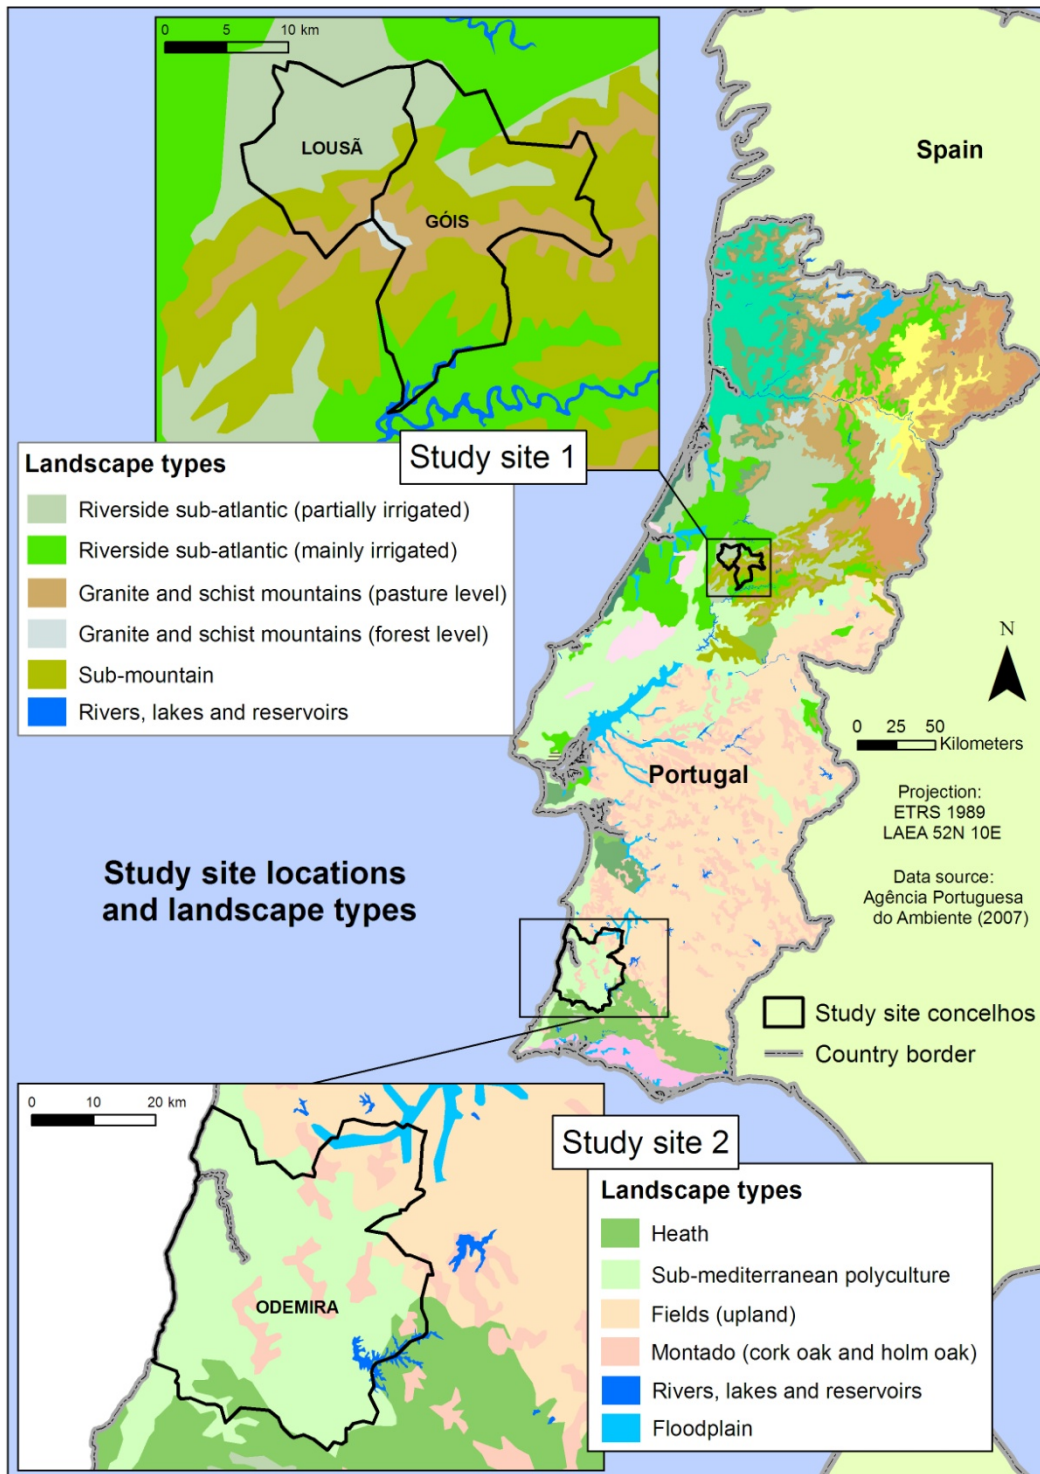 0 5 10 km
LOUSÃ
GÓIS
Spain
Study site 1
Landscape types
Riverside sub-atlantic (partially irrigated)
Riverside sub-atlantic (mainly irrigated)
Granite and schist mountains (pasture level)
Granite and schist mountains (forest level)
Sub-mountain
Rivers, lakes and reservoirs
N
0 25 50
Kilometers
Portugal
Projection:
ETRS 1989
LAEA 52N 10E
Data source:
Agência Portuguesa
do Ambiente (2007)
Study site locations
and landscape types
Study site concelhos
Country border
0 10 20 km
ODEMIRA
Study site 2
Landscape types
Heath
Sub-mediterranean polyculture
Fields (upland)
Montado (cork oak and holm oak)
Rivers, lakes and reservoirs
Floodplain